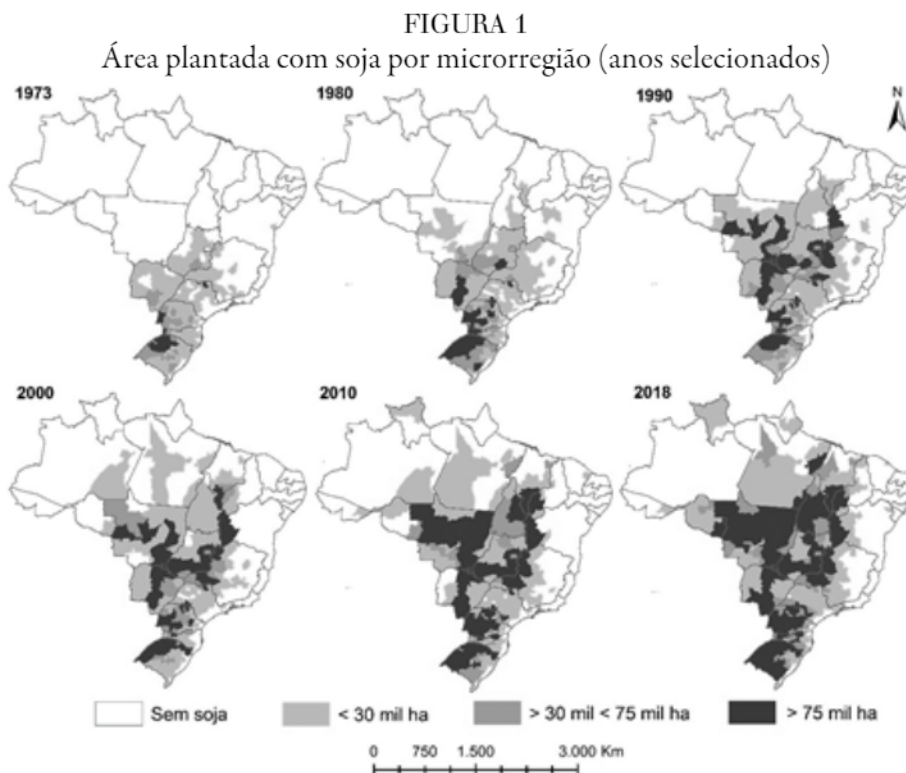 FIGURA 1
Área plantada com soja por microrregião (anos selecionados)
1973
1980
1990
N
2000
2010
2018
Sem soja
< 30 mil ha
> 30 mil < 75 mil ha
> 75 mil ha
0 750 1.500 3.000 Km